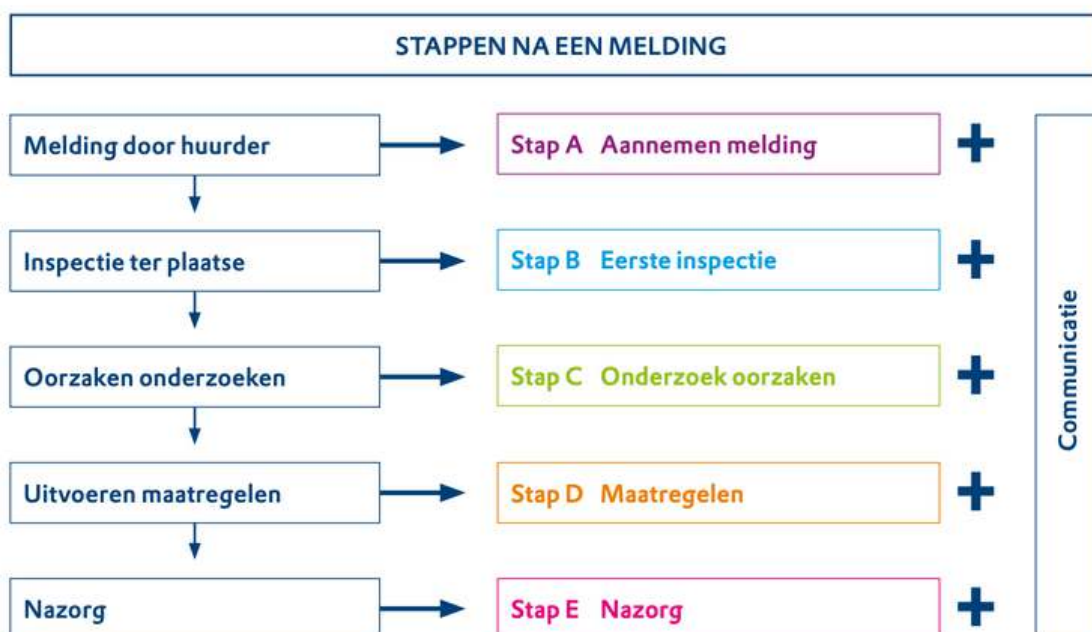 STAPPEN NA EEN MELDING
Melding door huurder
Stap A Aannemen melding
Inspectie ter plaatse
Stap B Eerste inspectie
Oorzaken onderzoeken
Stap C Onderzoek oorzaken
Uitvoeren maatregelen
Stap D Maatregelen
Nazorg
Stap E Nazorg
Communicatie